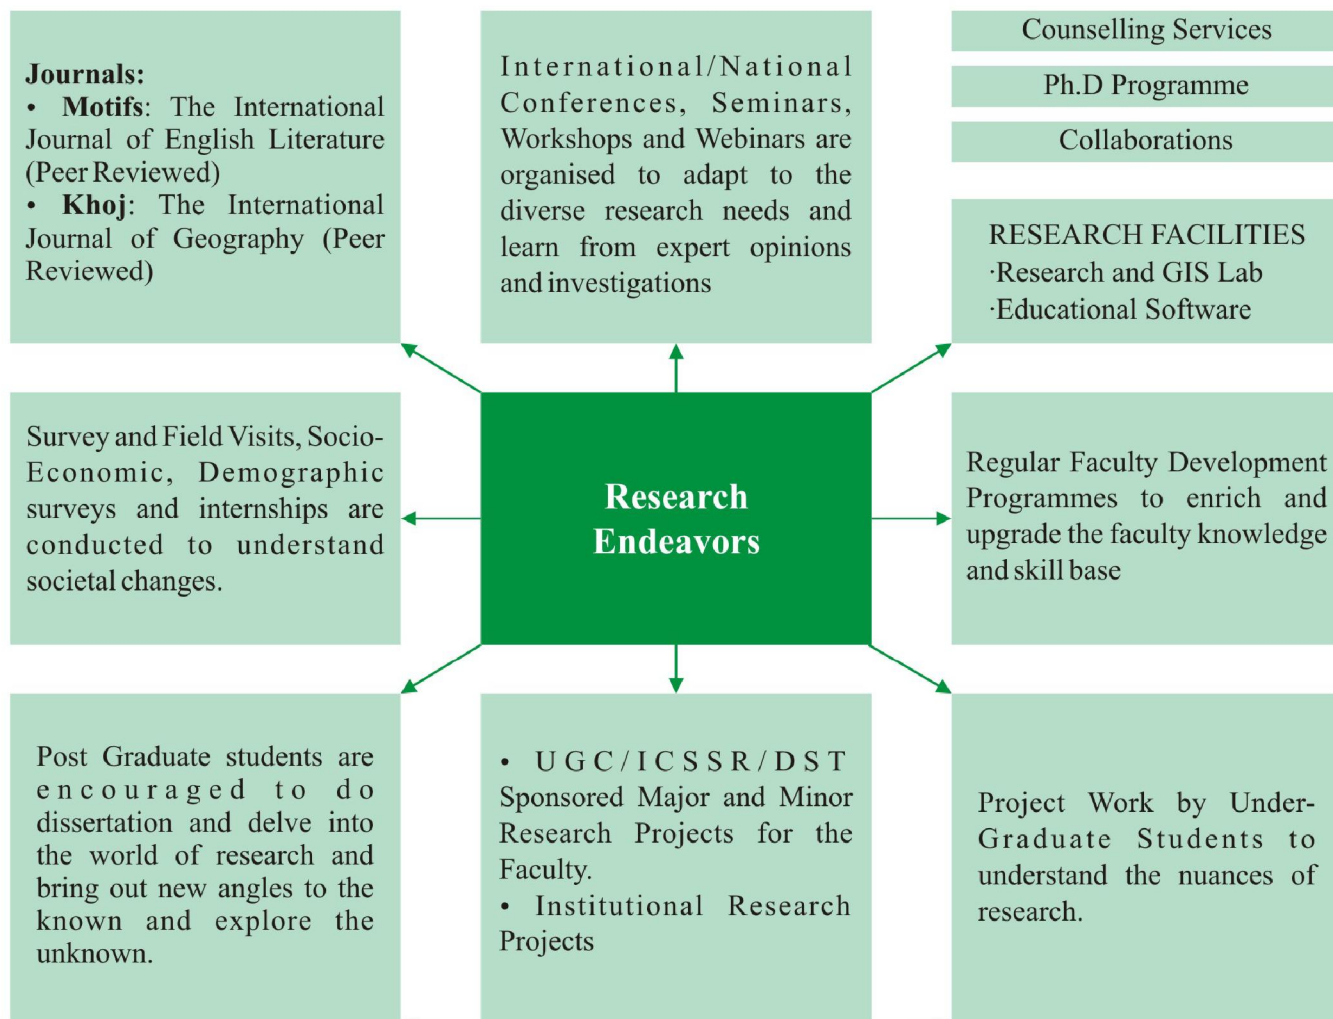 Journals:
• Motifs: The International
Journal of English Literature
(Peer Reviewed)
• Khoj: The International
Journal of Geography (Peer
Reviewed)
International/National
Conferences, Seminars,
Workshops and Webinars are
organised to adapt to the
diverse research needs and
learn from expert opinions
and investigations
Counselling Services
Ph.D Programme
Collaborations
RESEARCH FACILITIES
·Research and GIS Lab
·Educational Software
Survey and Field Visits, Socio-
Economic, Demographic
surveys and internships are
conducted to understand
societal changes.
Research
Endeavors
Regular Faculty Development
Programmes to enrich and
upgrade the faculty knowledge
and skill base
Post Graduate students are
encouraged to do
dissertation and delve into
the world of research and
bring out new angles to the
known and explore the
unknown.
• UGC/ICSSR/DST
Sponsored Major and Minor
Research Projects for the
Faculty.
• Institutional Research
Projects
Project Work by Under-
Graduate Students to
understand the nuances of
research.